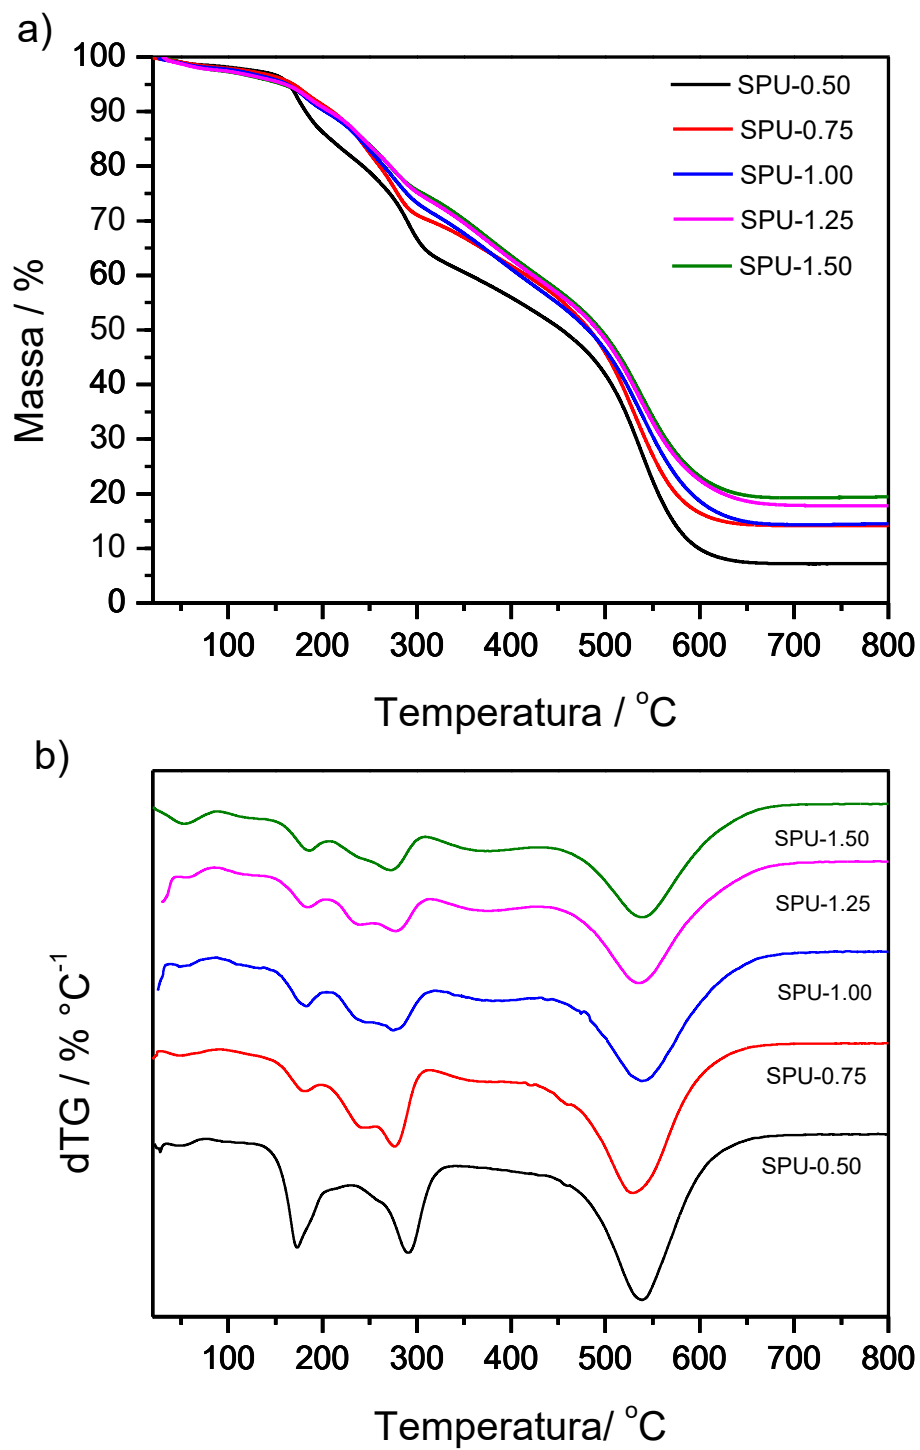 a)
100
90
80
70
60
50
40
30
20
10
0
Massa / %
SPU-0.50
SPU-0.75
SPU-1.00
SPU-1.25
SPU-1.50
100 200 300 400 500 600 700 800
Temperatura / °C
b)
dTG / % °C⁻¹
SPU-1.50
SPU-1.25
SPU-1.00
SPU-0.75
SPU-0.50
100 200 300 400 500 600 700 800
Temperatura/ °C